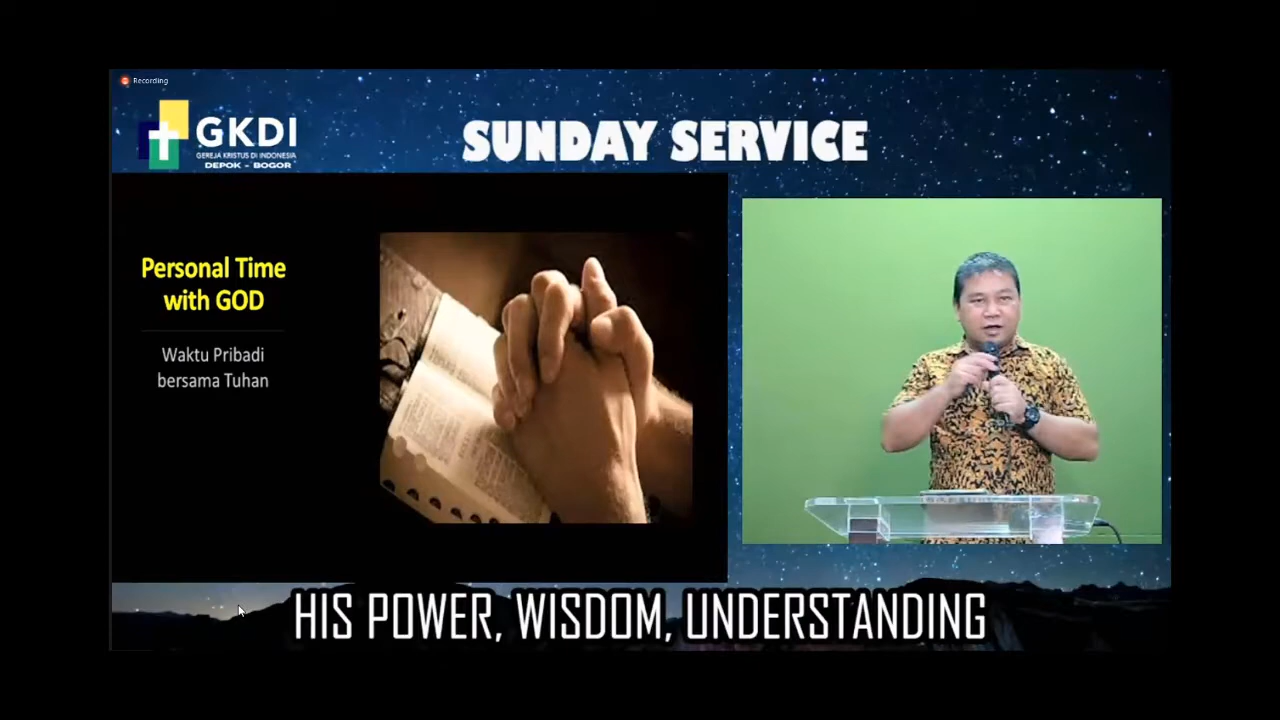 Recording
GKDI
GEREJA KRISTUS DI INDONESIA
DEPOK - BOGOR
SUNDAY SERVICE
Personal Time
with GOD
Waktu Pribadi
bersama Tuhan
HIS POWER, WISDOM, UNDERSTANDING